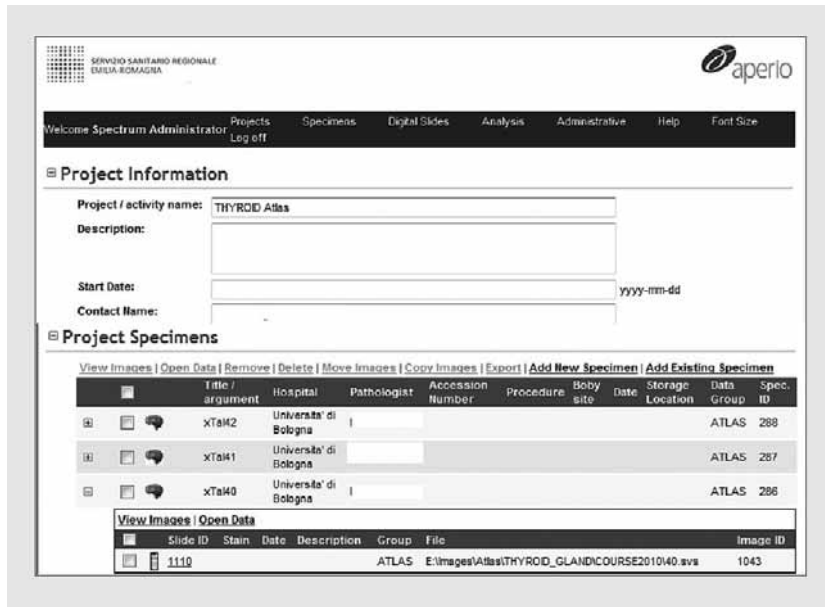 SERVIZIO SANITARIO REGIONALE
EMILIA-ROMAGNA
aperio
Welcome Spectrum Administrator Projects Specimens Digital Slides Analysis Administrative Help Font Size
Log off
Project Information
Project / activity name: THYROID Atlas
Description:
Start Date: yyyy-mm-dd
Contact Name:
Project Specimens
View Images | Open Data | Remove | Delete | Move Images | Copy Images | Export | Add New Specimen | Add Existing Specimen
Title / argument Hospital Pathologist Accession Number Procedure Boby site Date Storage Location Data Group Spec. ID
xTal42 Universita' di Bologna ATLAS 288
xTal41 Universita' di Bologna ATLAS 287
xTal40 Universita' di Bologna ATLAS 286
View Images | Open Data
Slide ID Stain Date Description Group File Image ID
1110 ATLAS E:\Images\Atlas\THYROID_GLAND\COURSE2010\40.svs 1043